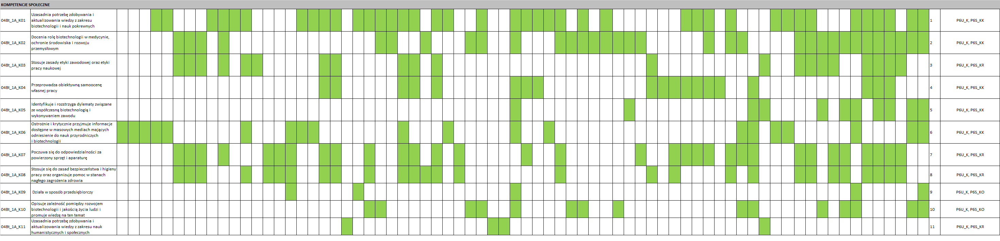 KOMPETENCJE SPOŁECZNE
04Bt_1A_K01
Uzasadnia potrzebę zdobywania i
aktualizowania wiedzy z zakresu
biotechnologii i nauk pokrewnych
1
P6U_K, P6S_KK
04Bt_1A_K02
Docenia rolę biotechnologii w medycynie,
ochronie środowiska i rozwoju
przemysłowym
2
P6U_K, P6S_KK
04Bt_1A_K03
Stosuje zasady etyki zawodowej oraz etyki
pracy naukowej
3
P6U_K, P6S_KR
04Bt_1A_K04
Przeprowadza obiektywną samoocenę
własnej pracy
4
P6U_K, P6S_KK
04Bt_1A_K05
Identyfikuje i rozstrzyga dylematy związane
ze współczesną biotechnologią i
wykonywaniem zawodu
5
P6U_K, P6S_KK
04Bt_1A_K06
Ostrożnie i krytycznie przyjmuje informacje
dostępne w masowych mediach mających
odniesienie do nauk przyrodniczych
i biotechnologii
6
P6U_K, P6S_KK
04Bt_1A_K07
Poczuwa się do odpowiedzialności za
powierzony sprzęt i aparaturę
7
P6U_K, P6S_KR
04Bt_1A_K08
Stosuje się do zasad bezpieczeństwa i higieny
pracy oraz organizuje pomoc w stanach
nagłego zagrożenia zdrowia
8
P6U_K, P6S_KR
04Bt_1A_K09
Działa w sposób przedsiębiorczy
9
P6U_K, P6S_KO
04Bt_1A_K10
Opisuje zależność pomiędzy rozwojem
biotechnologii i jakością życia ludzi i
promuje wiedzę na ten temat
10
P6U_K, P6S_KO
04Bt_1A_K11
Uzasadnia potrzebę zdobywania i
aktualizowania wiedzy z zakresu nauk
humanistycznych i społecznych
11
P6U_K, P6S_KR